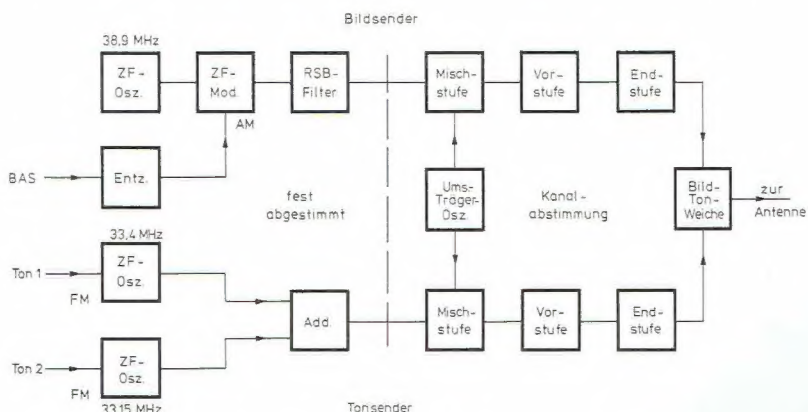 Bildsender
38,9 MHz
ZF-
Osz.
ZF-
Mod.
RSB-
Filter
Misch-
stufe
Vor-
stufe
End-
stufe
AM
BAS
Entz.
fest
abgestimmt
Ums.-
Träger-
Osz.
Kanal-
abstimmung
Bild-
Ton-
Weiche
zur
Antenne
33,4 MHz
Ton 1
FM
ZF-
Osz.
Add.
Misch-
stufe
Vor-
stufe
End-
stufe
Ton 2
FM
ZF-
Osz.
33,15 MHz
Tonsender